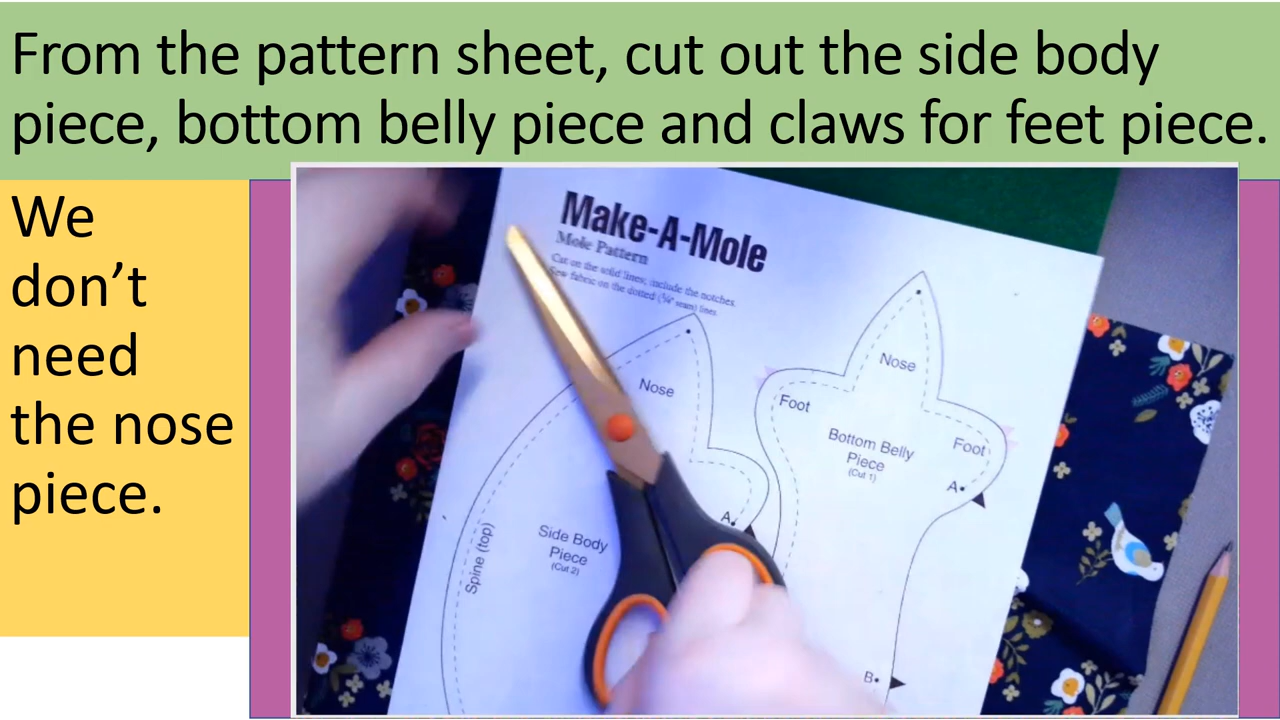 From the pattern sheet, cut out the side body
piece, bottom belly piece and claws for feet piece.
We
don’t
need
the nose
piece.
Make-A-Mole
Mole Pattern
Cut on the solid lines; include the notches.
Sew fabric on the dotted (¼" seam) lines
Nose
Spine (top)
Side Body
Piece
(Cut 2)
A
Nose
Foot
Foot
Bottom Belly
Piece
(Cut 1)
A
B